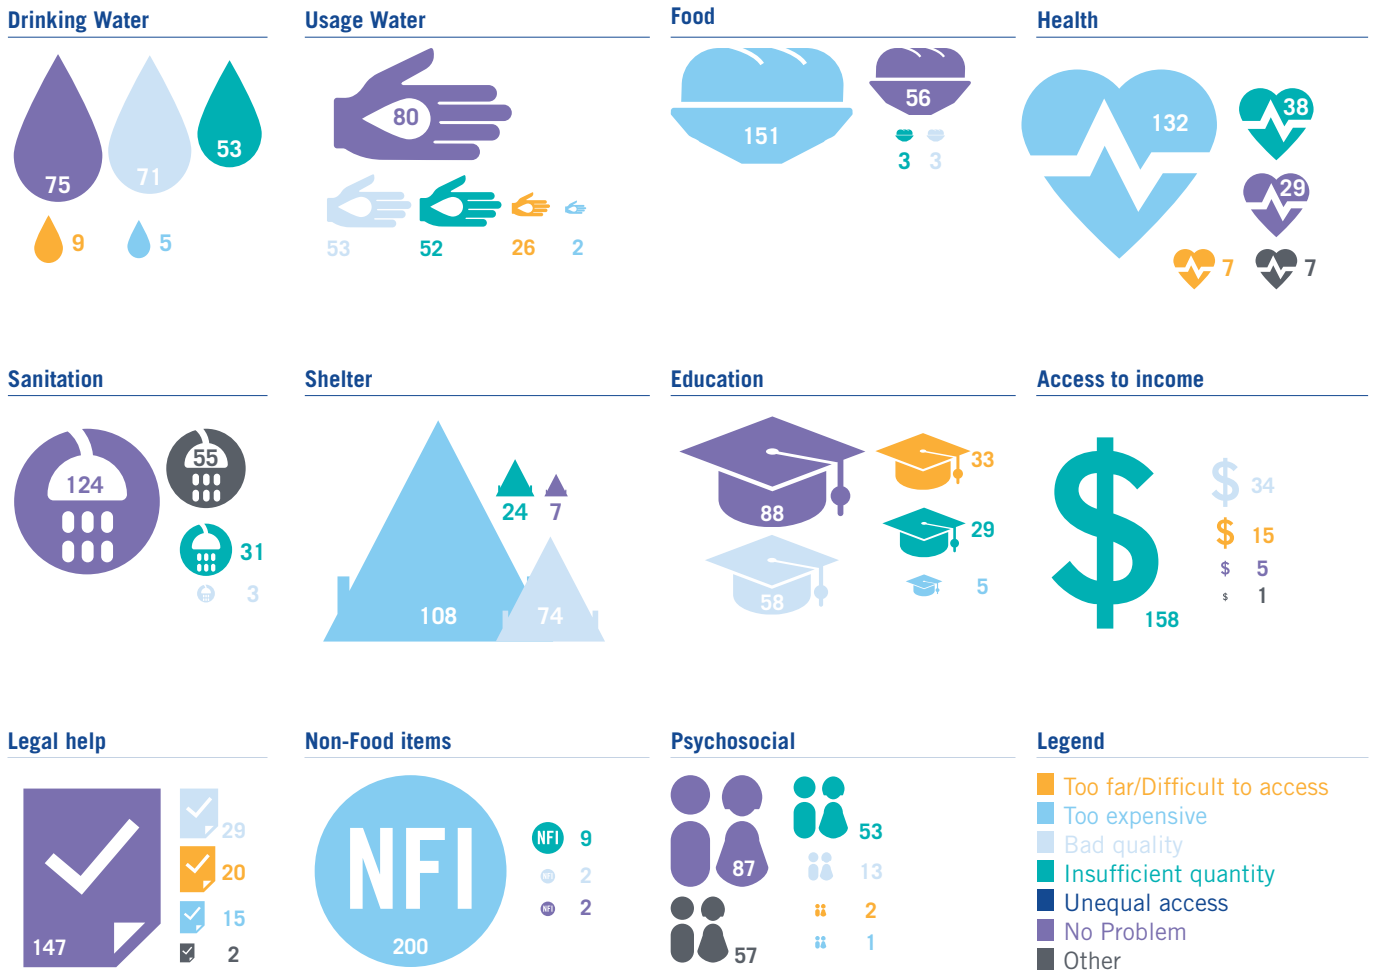 Drinking Water
75
71
53
9
5
Usage Water
80
53
52
26
2
Food
151
56
3
3
Health
132
38
29
7
7
Sanitation
124
55
31
3
Shelter
108
24
7
74
Education
88
33
29
58
5
Access to income
158
34
15
5
1
Legal help
147
29
20
15
2
Non-Food items
NFI
200
NFI
9
NFI
2
NFI
2
Psychosocial
87
53
13
2
57
1
Legend
Too far/Difficult to access
Too expensive
Bad quality
Insufficient quantity
Unequal access
No Problem
Other